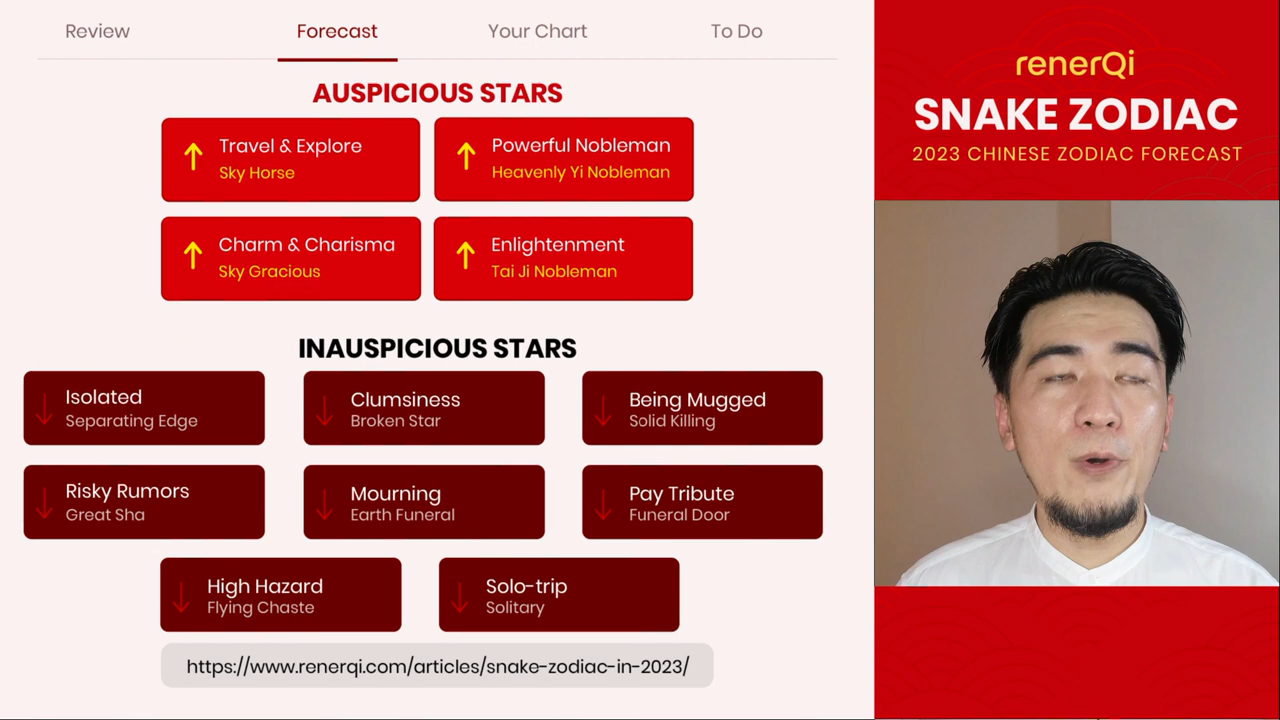 Review
Forecast
Your Chart
To Do
AUSPICIOUS STARS
Travel & Explore
Sky Horse
Powerful Nobleman
Heavenly Yi Nobleman
Charm & Charisma
Sky Gracious
Enlightenment
Tai Ji Nobleman
INAUSPICIOUS STARS
Isolated
Separating Edge
Clumsiness
Broken Star
Being Mugged
Solid Killing
Risky Rumors
Great Sha
Mourning
Earth Funeral
Pay Tribute
Funeral Door
High Hazard
Flying Chaste
Solo-trip
Solitary
https://www.renerqi.com/articles/snake-zodiac-in-2023/
renerQi
SNAKE ZODIAC
2023 CHINESE ZODIAC FORECAST